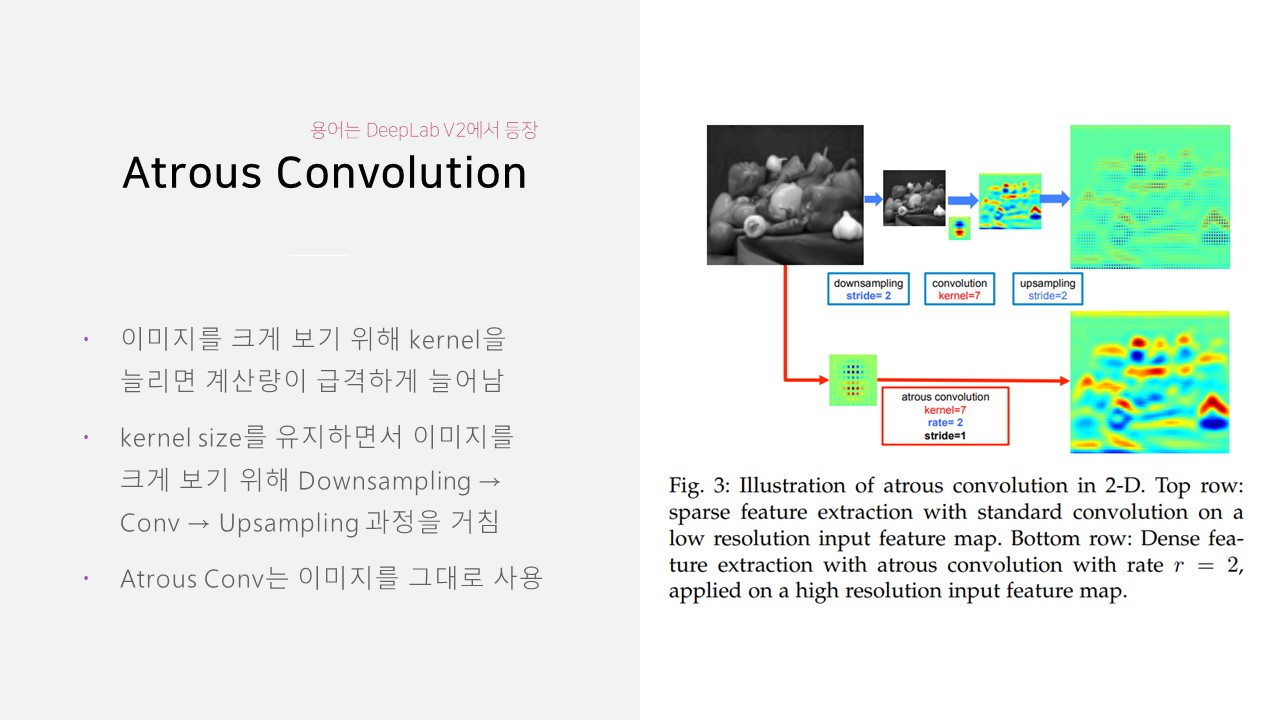 용어는 DeepLab V2에서 등장
Atrous Convolution
• 이미지를 크게 보기 위해 kernel을
늘리면 계산량이 급격하게 늘어남
• kernel size를 유지하면서 이미지를
크게 보기 위해 Downsampling →
Conv → Upsampling 과정을 거침
• Atrous Conv는 이미지를 그대로 사용
downsampling
stride= 2
convolution
kernel=7
upsampling
stride=2
atrous convolution
kernel=7
rate= 2
stride=1
Fig. 3: Illustration of atrous convolution in 2-D. Top row:
sparse feature extraction with standard convolution on a
low resolution input feature map. Bottom row: Dense fea-
ture extraction with atrous convolution with rate r = 2,
applied on a high resolution input feature map.